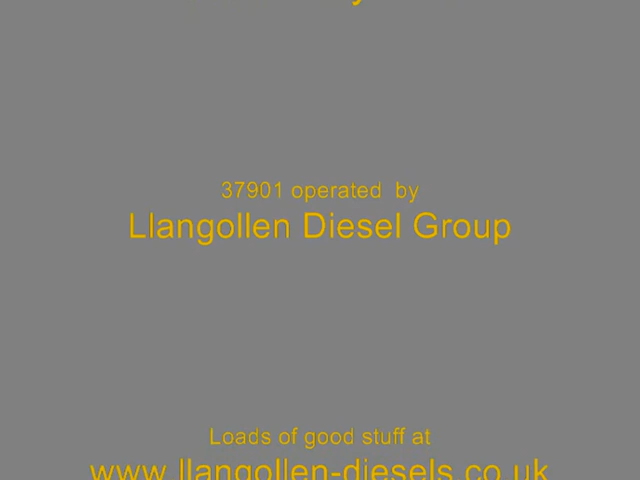 37901 operated by
Llangollen Diesel Group
Loads of good stuff at
www.llangollen-diesels.co.uk